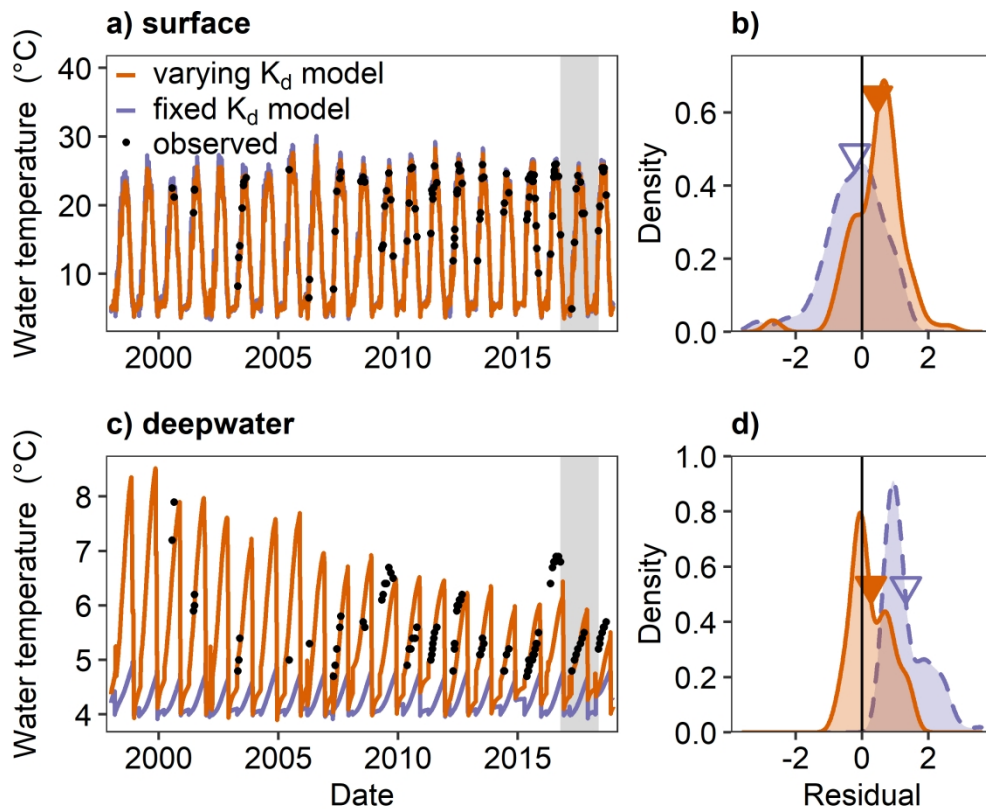 a) surface
b)
Water temperature (°C)
40
30
20
10
varying Kd model
fixed Kd model
observed
2000 2005 2010 2015
Density
0.6
0.4
0.2
0.0
-2 0 2
c) deepwater
d)
Water temperature (°C)
8
7
6
5
4
2000 2005 2010 2015
Date
Density
1.0
0.8
0.6
0.4
0.2
0.0
-2 0 2
Residual